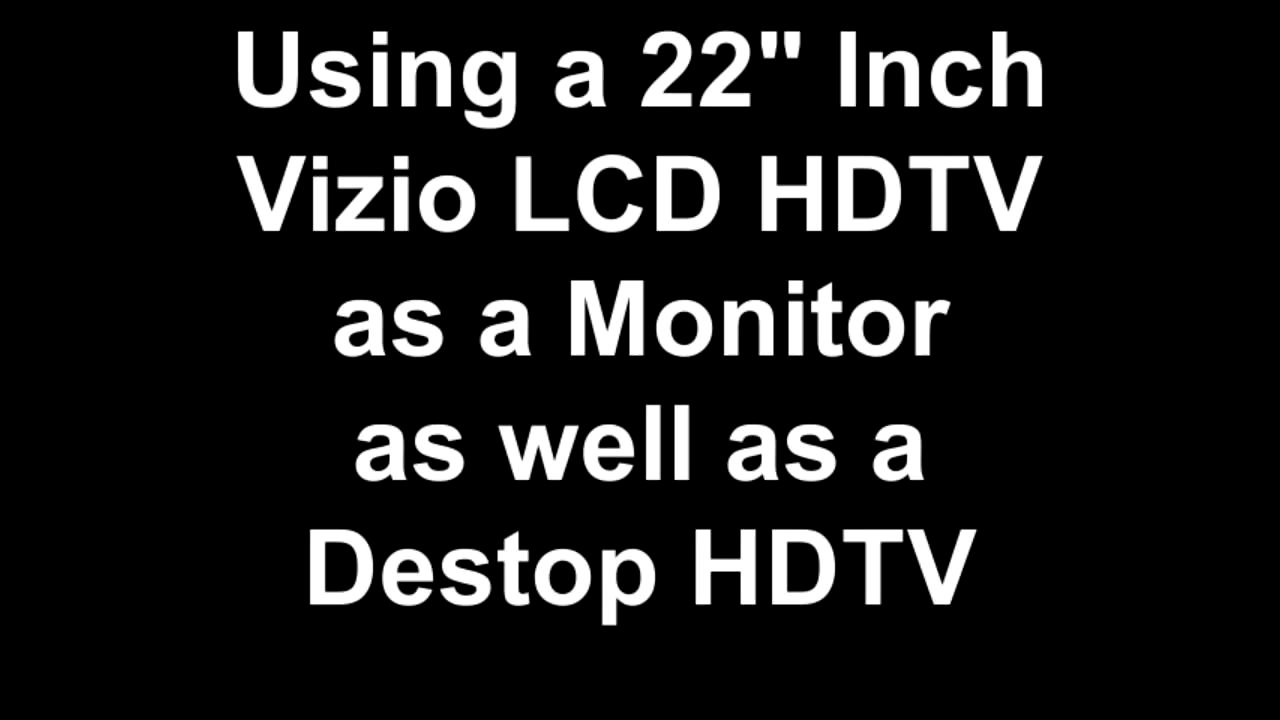 Using a 22" Inch
Vizio LCD HDTV
as a Monitor
as well as a
Destop HDTV